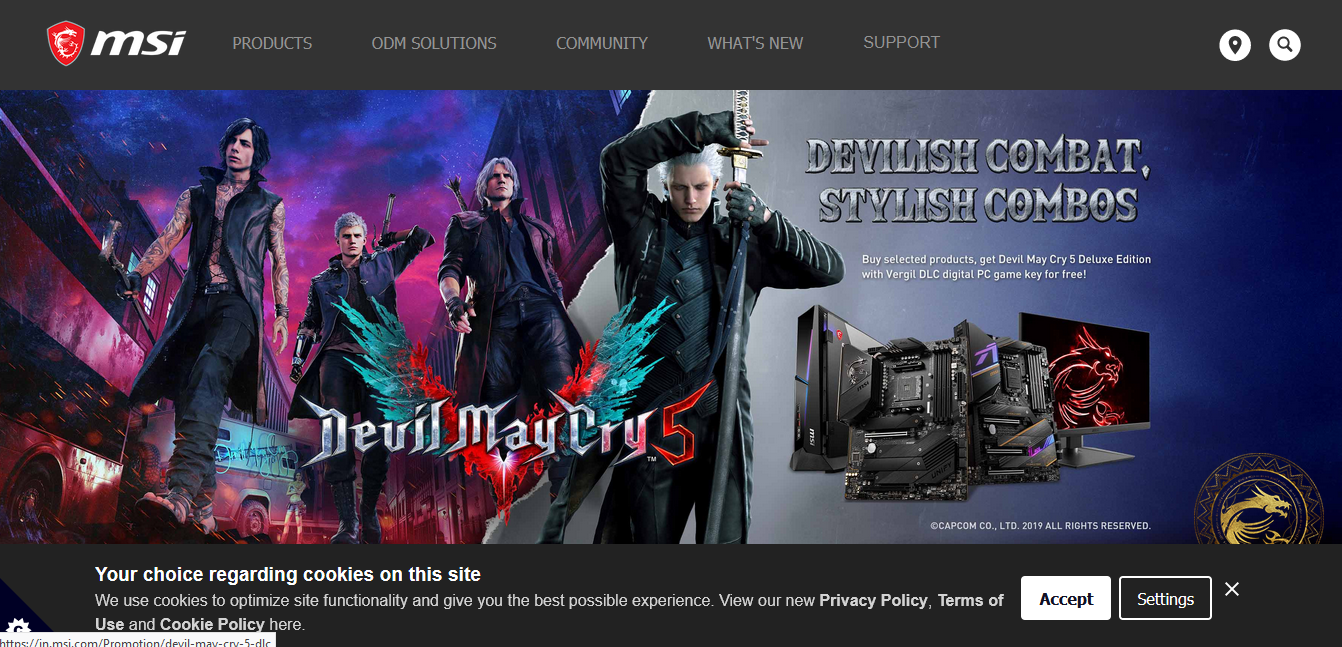 msi
PRODUCTS
ODM SOLUTIONS
COMMUNITY
WHAT'S NEW
SUPPORT
DEVILISH COMBAT,
STYLISH COMBOS
Buy selected products, get Devil May Cry 5 Deluxe Edition
with Vergil DLC digital PC game key for free!
Devil May Cry 5
TM
msi
©CAPCOM CO., LTD. 2019 ALL RIGHTS RESERVED.
Your choice regarding cookies on this site
We use cookies to optimize site functionality and give you the best possible experience. View our new Privacy Policy, Terms of
Use and Cookie Policy here.
Accept
Settings
https://in.msi.com/Promotion/devil-may-cry-5-dlc